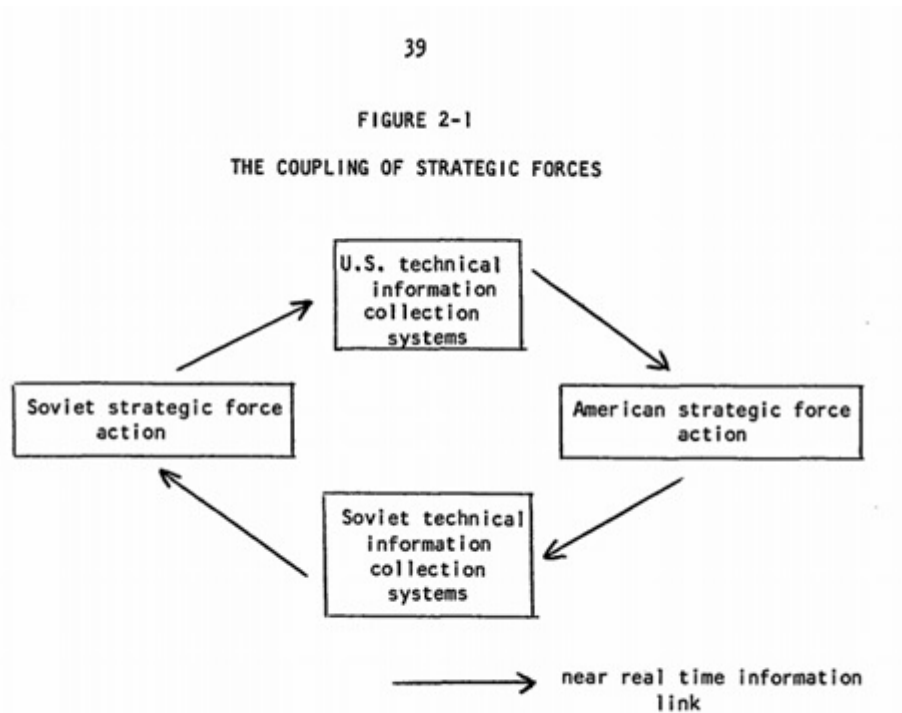 39
FIGURE 2-1
THE COUPLING OF STRATEGIC FORCES
U.S. technical
information
collection
systems
Soviet strategic force
action
American strategic force
action
Soviet technical
information
collection
systems
near real time information
link